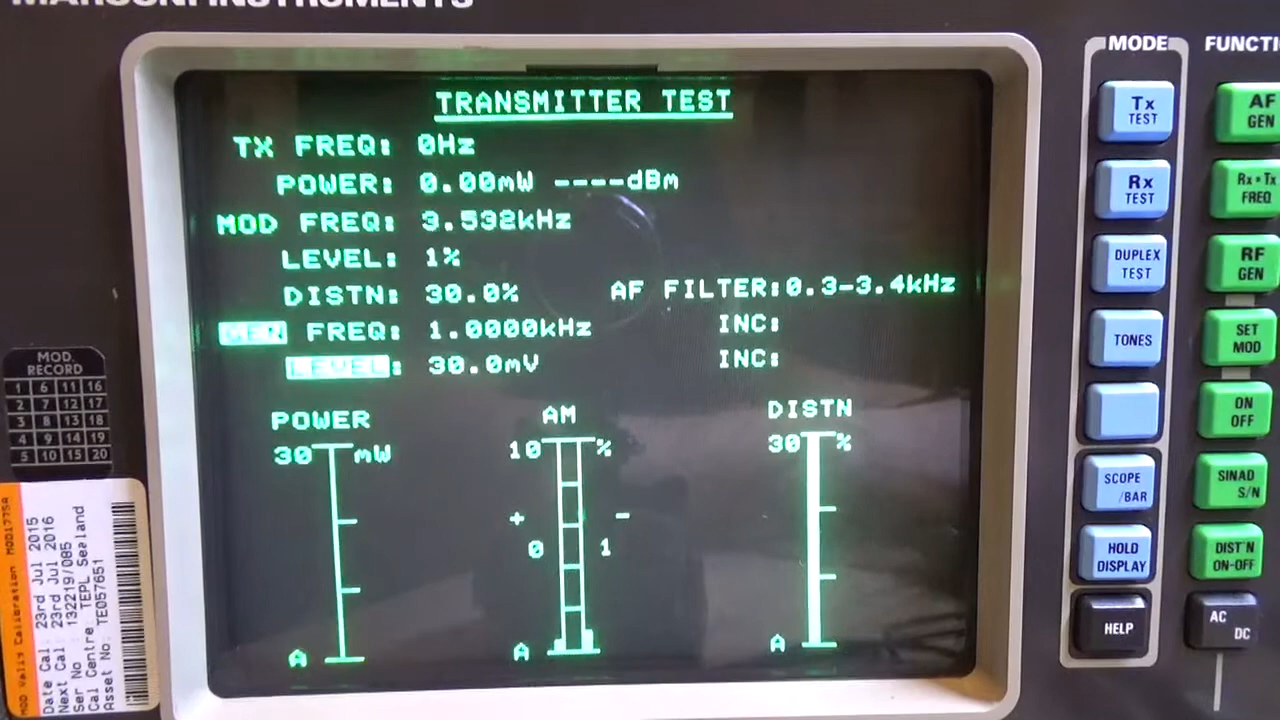 MARCONI INSTRUMENTS
TRANSMITTER TEST
TX FREQ: 0Hz
POWER: 0.00mW ----dBm
MOD FREQ: 3.532kHz
LEVEL: 1%
DISTN: 30.0% AF FILTER:0.3-3.4kHz
GEN FREQ: 1.0000kHz INC:
LEVEL: 30.0mV INC:
POWER AM DISTN
30 mW 10 % 30 %
+ -
0 1
A A A
MODE
Tx TEST
Rx TEST
DUPLEX TEST
TONES
SCOPE /BAR
HOLD DISPLAY
HELP
FUNCTI
AF GEN
Rx=Tx FREQ
RF GEN
SET MOD
ON OFF
SINAD S/N
DIST'N ON-OFF
AC DC
MOD. RECORD
1 6 11 16
2 7 12 17
3 8 13 18
4 9 14 19
5 10 15 20
MOD Valid Calibration MOD1775A
Date Cal: 23rd Jul 2015
Next Cal: 23rd Jul 2016
Ser No : 132219/085
Cal Centre: TEPL Sealand
Asset No: TE057651